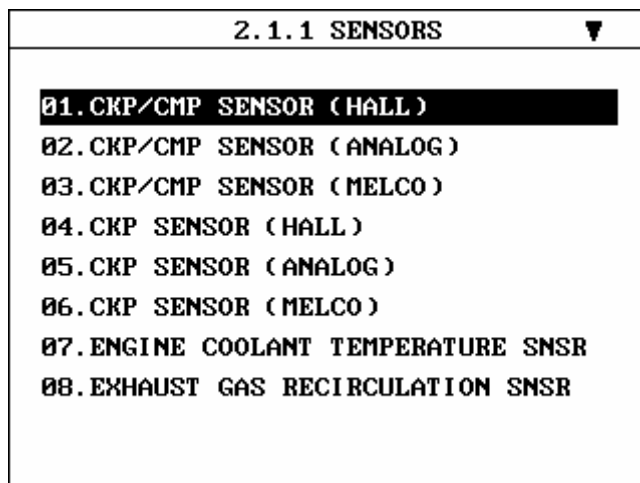 2.1.1 SENSORS ▼
01.CKP/CMP SENSOR (HALL)
02.CKP/CMP SENSOR (ANALOG)
03.CKP/CMP SENSOR (MELCO)
04.CKP SENSOR (HALL)
05.CKP SENSOR (ANALOG)
06.CKP SENSOR (MELCO)
07.ENGINE COOLANT TEMPERATURE SNSR
08.EXHAUST GAS RECIRCULATION SNSR